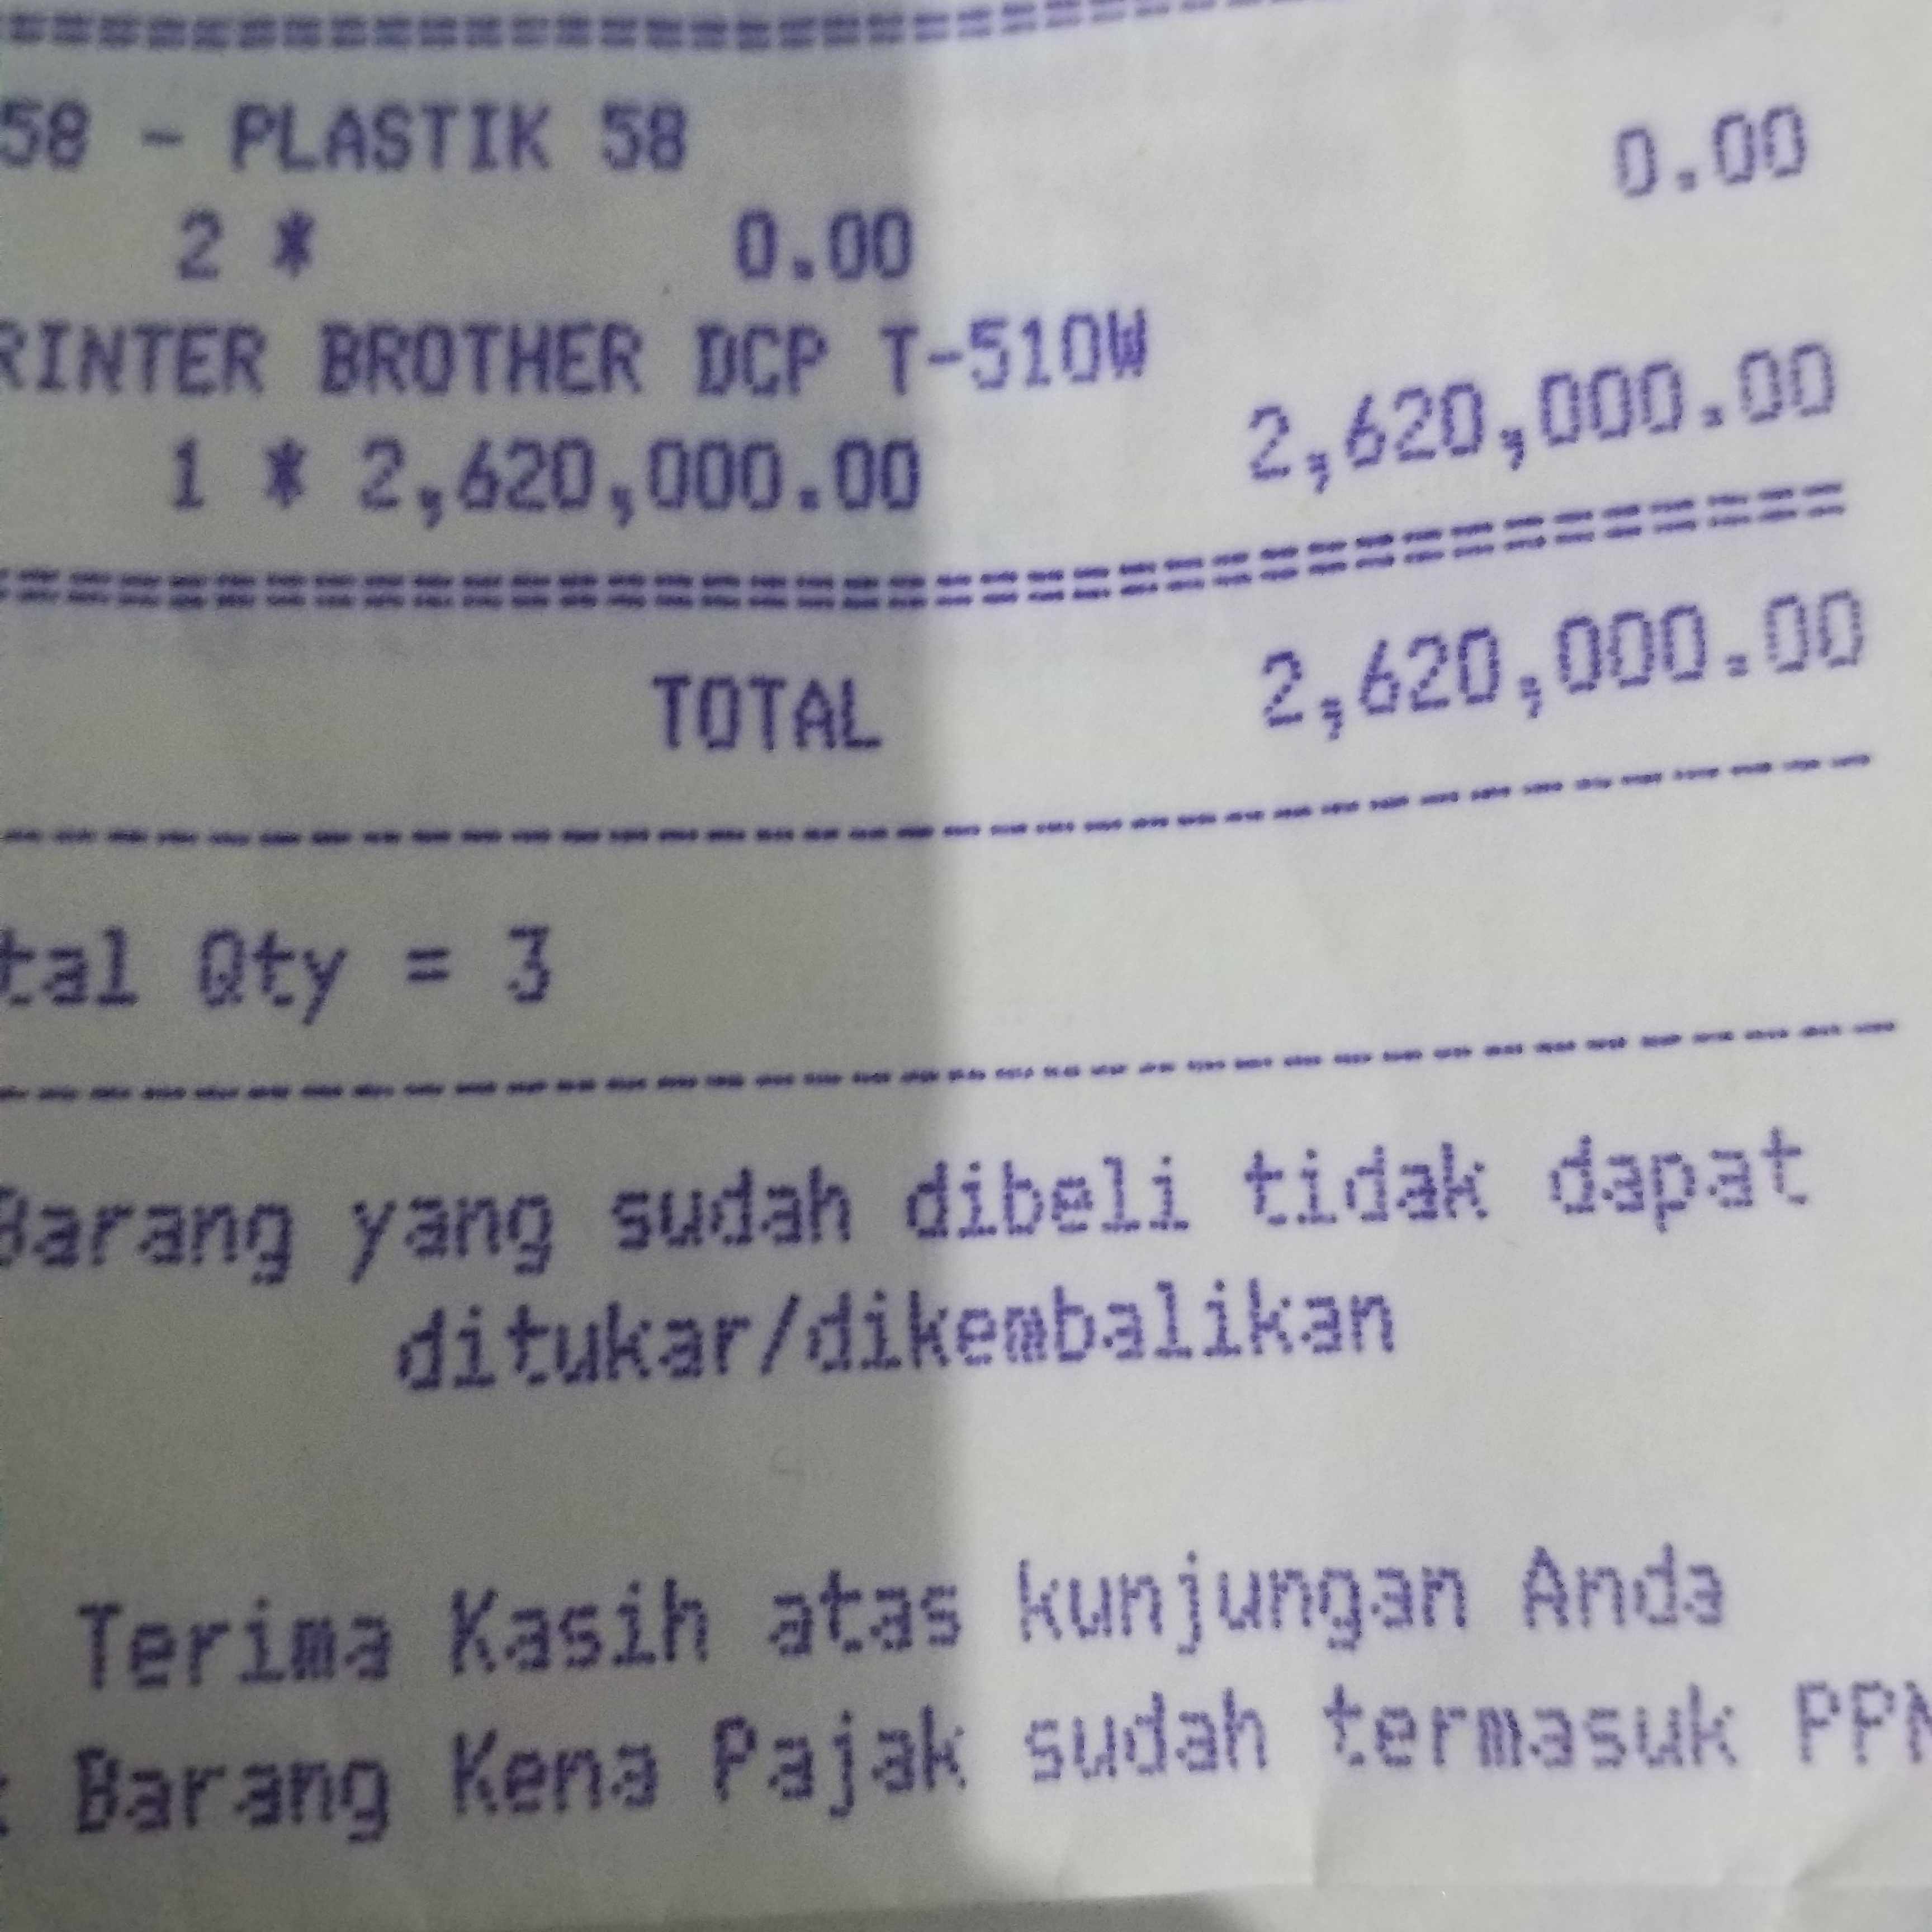 ==========================================
58 - PLASTIK 58
2 * 0.00 0.00
RINTER BROTHER DCP T-510W
1 * 2,620,000.00 2,620,000.00
==========================================
TOTAL 2,620,000.00
------------------------------------------
tal Qty = 3
------------------------------------------
Barang yang sudah dibeli tidak dapat
ditukar/dikembalikan
Terima Kasih atas kunjungan Anda
: Barang Kena Pajak sudah termasuk PPN